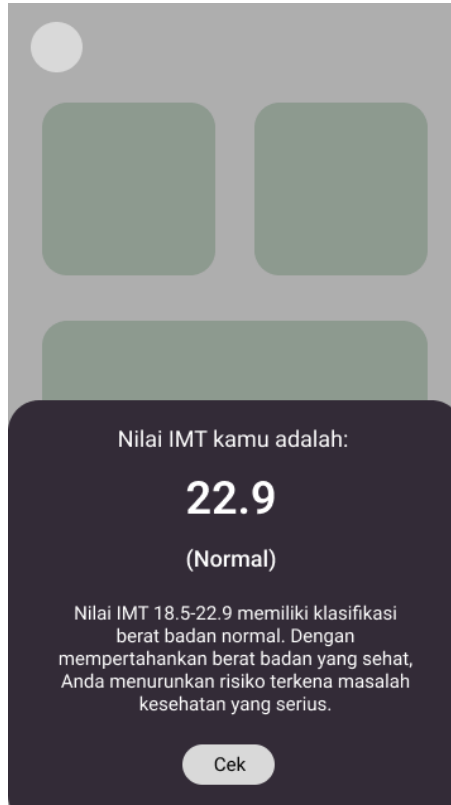 Nilai IMT kamu adalah:
22.9
(Normal)
Nilai IMT 18.5-22.9 memiliki klasifikasi
berat badan normal. Dengan
mempertahankan berat badan yang sehat,
Anda menurunkan risiko terkena masalah
kesehatan yang serius.
Cek